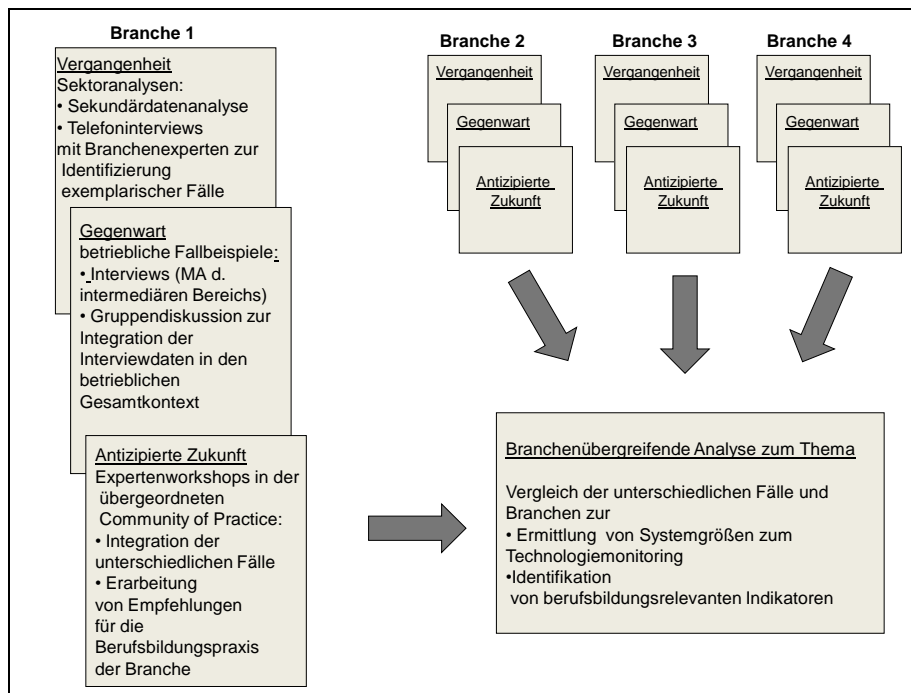 Branche 1
Vergangenheit
Sektoranalysen:
• Sekundärdatenanalyse
• Telefoninterviews
mit Branchenexperten zur
Identifizierung
exemplarischer Fälle
Gegenwart
betriebliche Fallbeispiele:
• Interviews (MA d.
intermediären Bereichs)
• Gruppendiskussion zur
Integration der
Interviewdaten in den
betrieblichen
Gesamtkontext
Antizipierte Zukunft
Expertenworkshops in der
übergeordneten
Community of Practice:
• Integration der
unterschiedlichen Fälle
• Erarbeitung
von Empfehlungen
für die
Berufsbildungspraxis
der Branche
Branche 2
Vergangenheit
Gegenwart
Antizipierte
Zukunft
Branche 3
Vergangenheit
Gegenwart
Antizipierte
Zukunft
Branche 4
Vergangenheit
Gegenwart
Antizipierte
Zukunft
Branchenübergreifende Analyse zum Thema
Vergleich der unterschiedlichen Fälle und
Branchen zur
• Ermittlung von Systemgrößen zum
Technologiemonitoring
•Identifikation
von berufsbildungsrelevanten Indikatoren